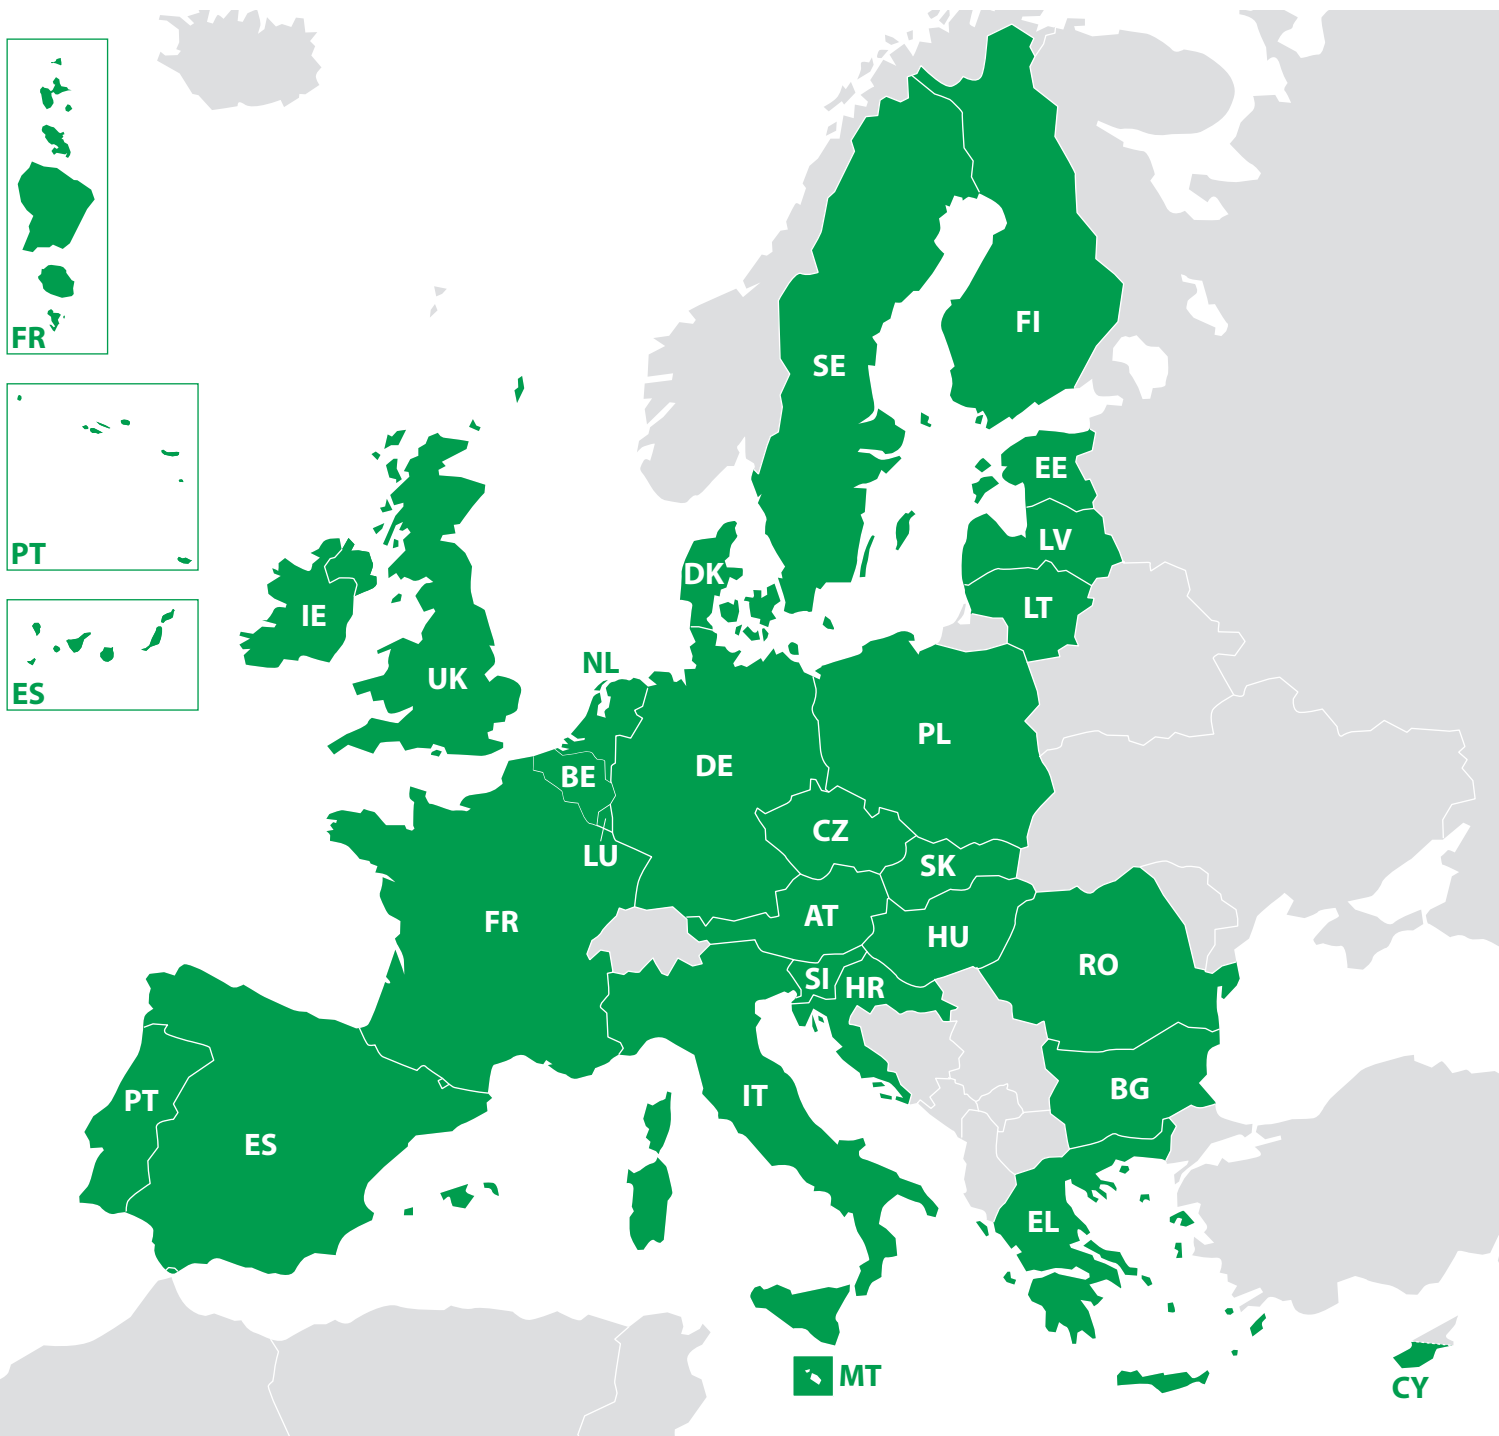 FR
PT
ES
FI
SE
EE
LV
DK
LT
IE
NL
UK
PL
BE
DE
CZ
LU
SK
AT
FR
HU
RO
SI
HR
BG
IT
PT
ES
EL
MT
CY